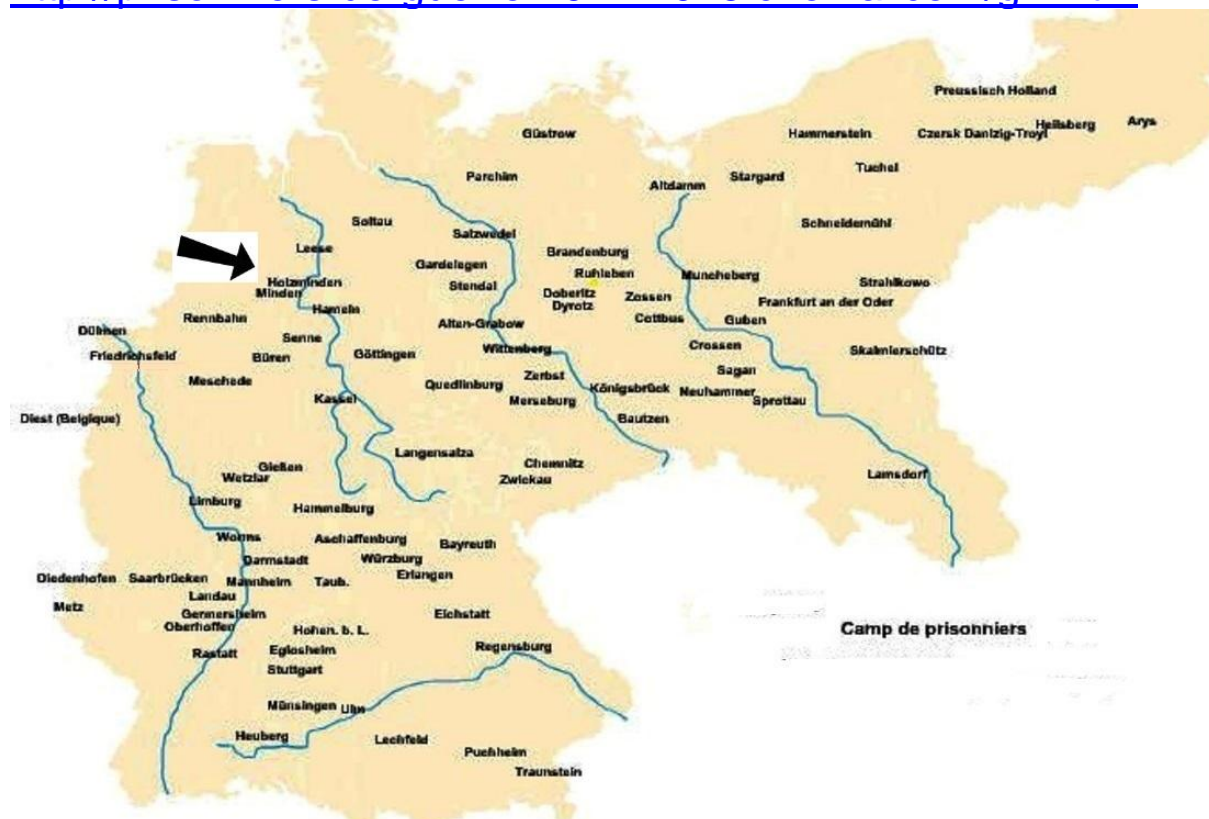 Preussisch Holland
Heilsberg
Arys
Güstrow
Hammerstein
Czersk Danizig-Troyl
Parchim
Tuchel
Altdamm
Stargard
Soltau
Schneidemühl
Salzwedel
Leese
Brandenburg
Gardelegen
Ruhleben
Muncheberg
Holzminden
Minden
Stendal
Doberitz
Dyrotz
Zossen
Strahlkowo
Frankfurt an der Oder
Hameln
Rennbahn
Alten-Grabow
Cottbus
Guben
Dülmen
Senne
Friedrichsfeld
Büren
Göttingen
Wittenberg
Crossen
Skalmierschütz
Meschede
Quedlinburg
Zerbst
Sagan
Königsbrück
Neuhammer
Kassel
Merseburg
Sprottau
Diest (Belgique)
Bautzen
Langensalza
Chemnitz
Gießen
Wetzlar
Zwickau
Lamsdorf
Limburg
Hammelburg
Worms
Aschaffenburg
Bayreuth
Darmstadt
Würzburg
Diedenhofen
Saarbrücken
Mannheim
Taub.
Erlangen
Landau
Metz
Germersheim
Eichstatt
Oberhoffen
Hohen. b. L.
Camp de prisonniers
Rastatt
Eglosheim
Regensburg
Stuttgart
Münsingen
Ulm
Heuberg
Lechfeld
Puchheim
Traunstein